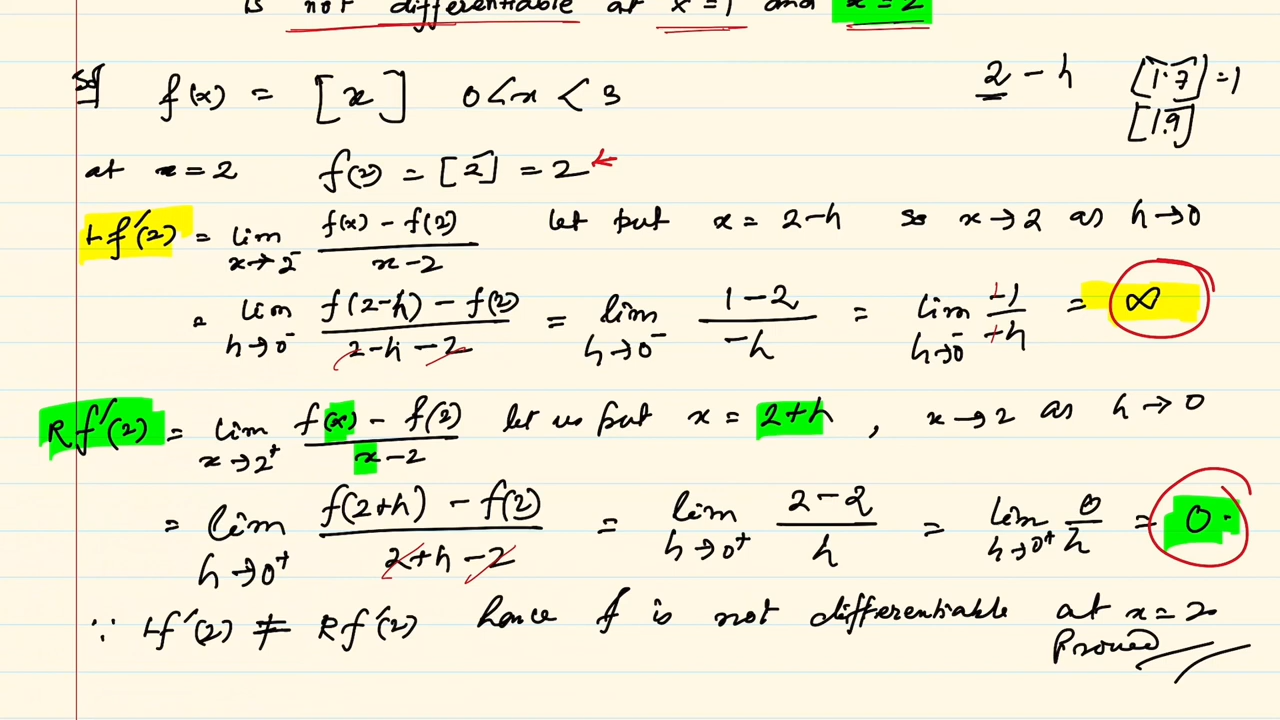 is not differentiable at x = 1 and x = 2
Sol f(x) = [x] 0 < x < 3 2 - h [1.7] = 1
[1.9]
at x = 2 f(2) = [2] = 2 ←
Lf'(2) = lim x→2⁻ (f(x) - f(2))/(x - 2) let put x = 2-h so x → 2 as h → 0
= lim h→0⁻ (f(2-h) - f(2))/(2-h-2) = lim h→0⁻ (1-2)/(-h) = lim h→0⁻ (-1)/(-h) = ∞
Rf'(2) = lim x→2⁺ (f(x) - f(2))/(x-2) let us put x = 2+h , x → 2 as h → 0
= lim h→0⁺ (f(2+h) - f(2))/(2+h-2) = lim h→0⁺ (2-2)/h = lim h→0⁺ 0/h = 0.
∵ Lf'(2) ≠ Rf'(2) hence f is not differentiable at x = 2
Proved